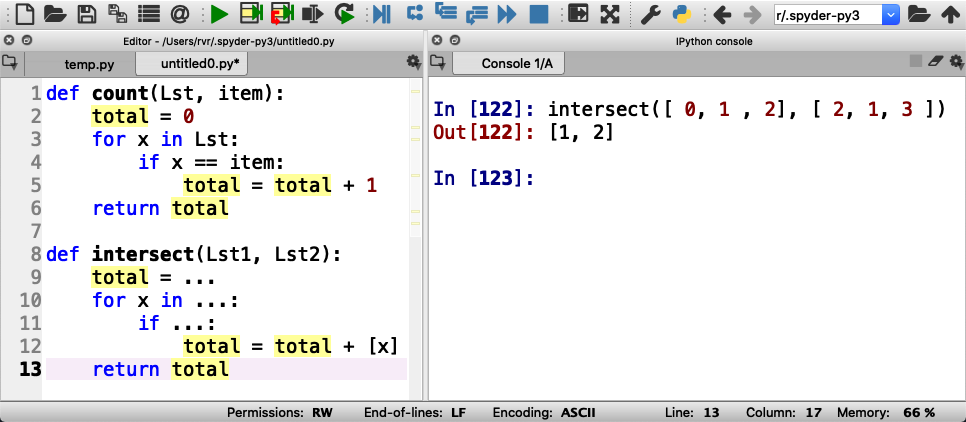 r/.spyder-py3/
Editor - /Users/rvr/.spyder-py3/untitled0.py
temp.py
untitled0.py*
1 def count(Lst, item):
2     total = 0
3     for x in Lst:
4         if x == item:
5             total = total + 1
6     return total
7
8 def intersect(Lst1, Lst2):
9     total = ...
10     for x in ...:
11         if ...:
12             total = total + [x]
13     return total
IPython console
Console 1/A
In [122]: intersect([ 0, 1 , 2], [ 2, 1, 3 ])
Out[122]: [1, 2]
In [123]:
Permissions: RW End-of-lines: LF Encoding: ASCII Line: 13 Column: 17 Memory: 66 %